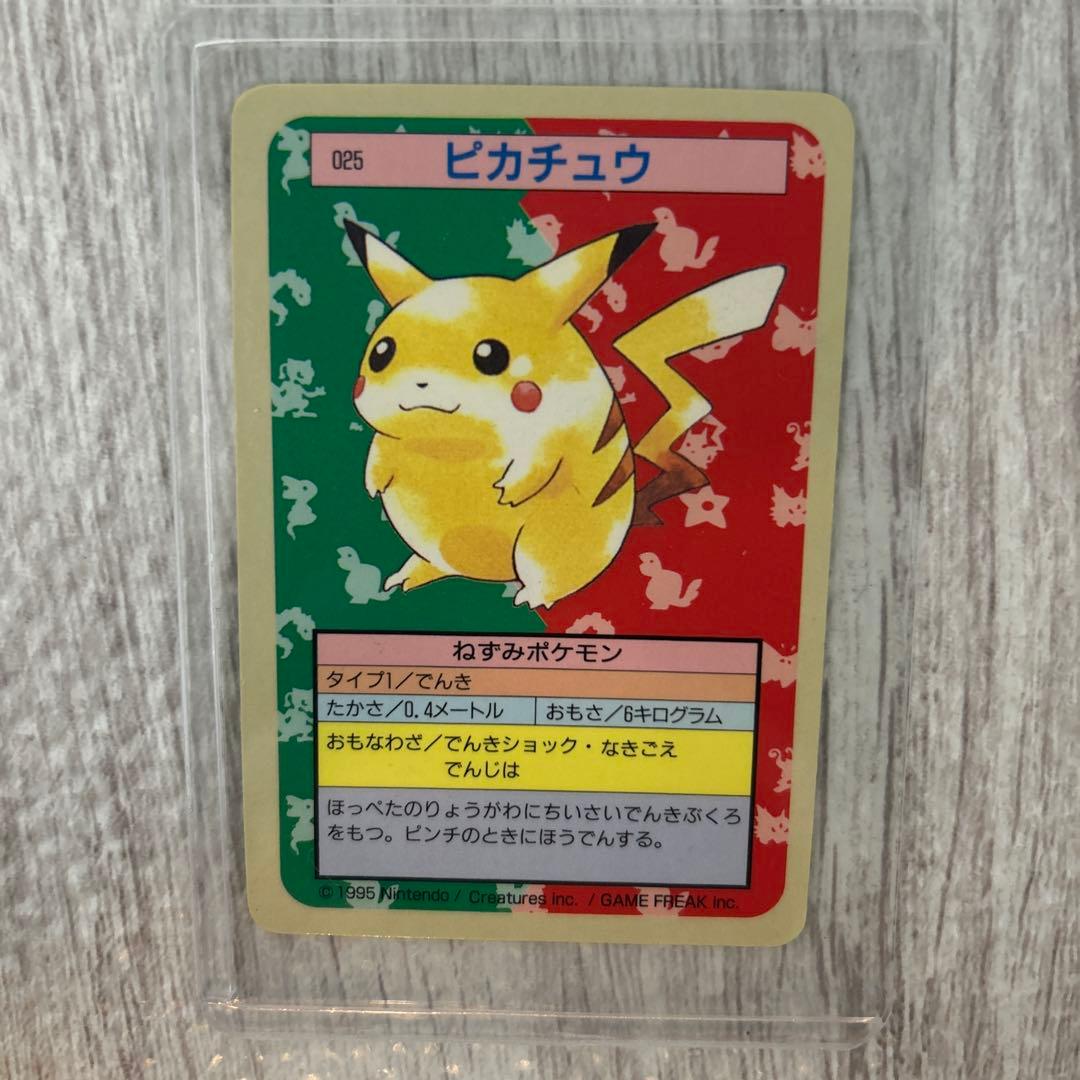 025 ピカチュウ
ねずみポケモン
タイプ1／でんき
たかさ／0.4メートル おもさ／6キログラム
おもなわざ／でんきショック・なきごえ
でんじは
ほっぺたのりょうがわにちいさいでんきぶくろ
をもつ。ピンチのときにほうでんする。
©1995 Nintendo / Creatures inc. / GAME FREAK inc.